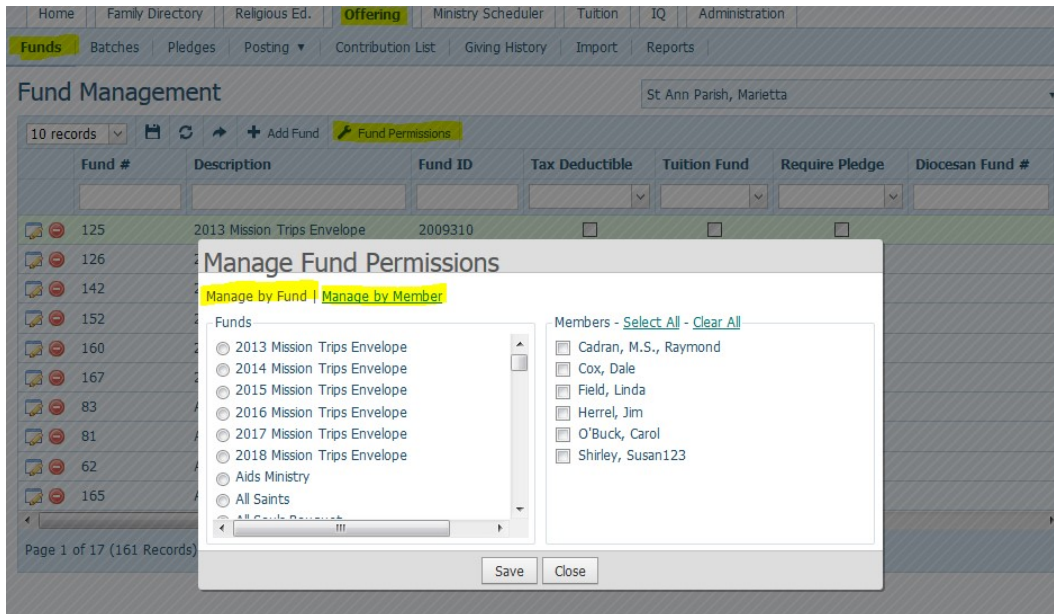 Home Family Directory Religious Ed. Offering Ministry Scheduler Tuition IQ Administration
Funds Batches Pledges Posting ▼ Contribution List Giving History Import Reports
Fund Management
St Ann Parish, Marietta
10 records Add Fund Fund Permissions
Fund # Description Fund ID Tax Deductible Tuition Fund Require Pledge Diocesan Fund #
125 2013 Mission Trips Envelope 2009310
126
142
152
160
167
83
81
62
165
Page 1 of 17 (161 Records)
Manage Fund Permissions
Manage by Fund | Manage by Member
Funds
2013 Mission Trips Envelope
2014 Mission Trips Envelope
2015 Mission Trips Envelope
2016 Mission Trips Envelope
2017 Mission Trips Envelope
2018 Mission Trips Envelope
Aids Ministry
All Saints
Members - Select All - Clear All
Cadran, M.S., Raymond
Cox, Dale
Field, Linda
Herrel, Jim
O'Buck, Carol
Shirley, Susan123
Save Close